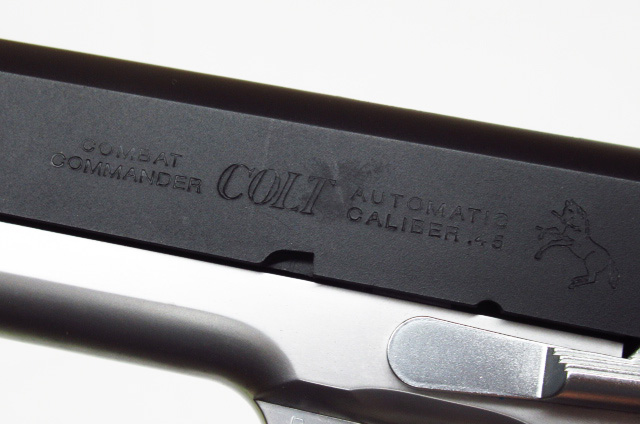 COMBAT
COMMANDER
COLT
AUTOMATIC
CALIBER .45